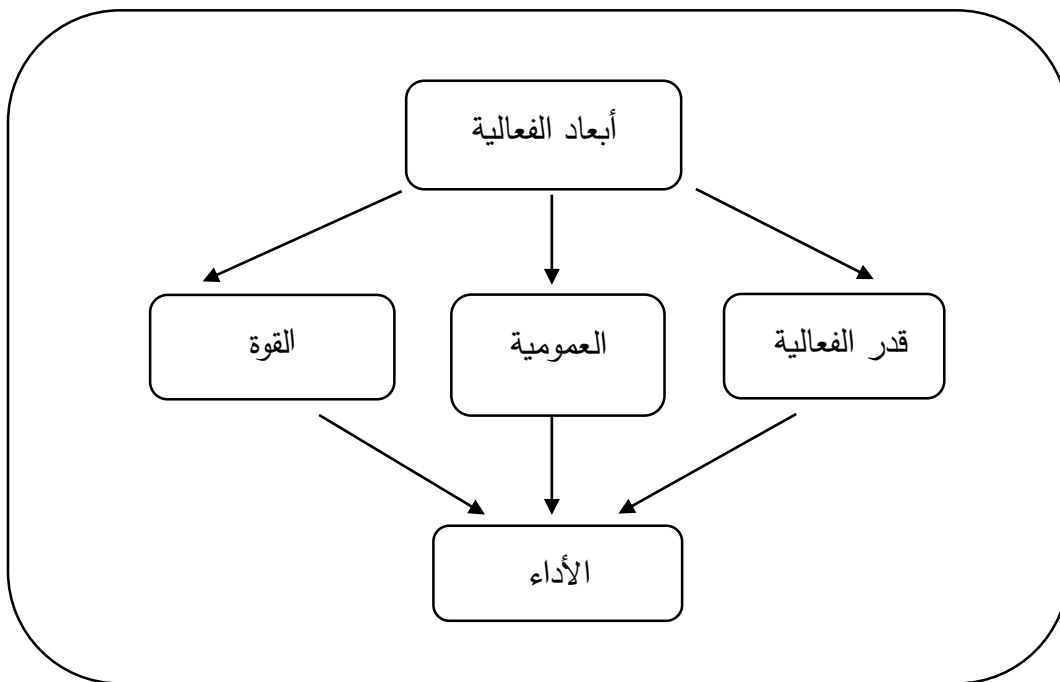 أبعاد الفعالية
قدر الفعالية
العمومية
القوة
الأداء